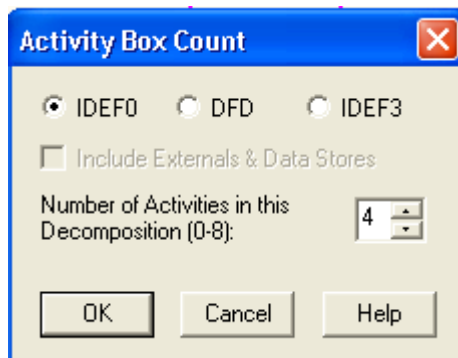 Activity Box Count
IDEF0 DFD IDEF3
Include Externals & Data Stores
Number of Activities in this
Decomposition (0-8):
4
OK Cancel Help